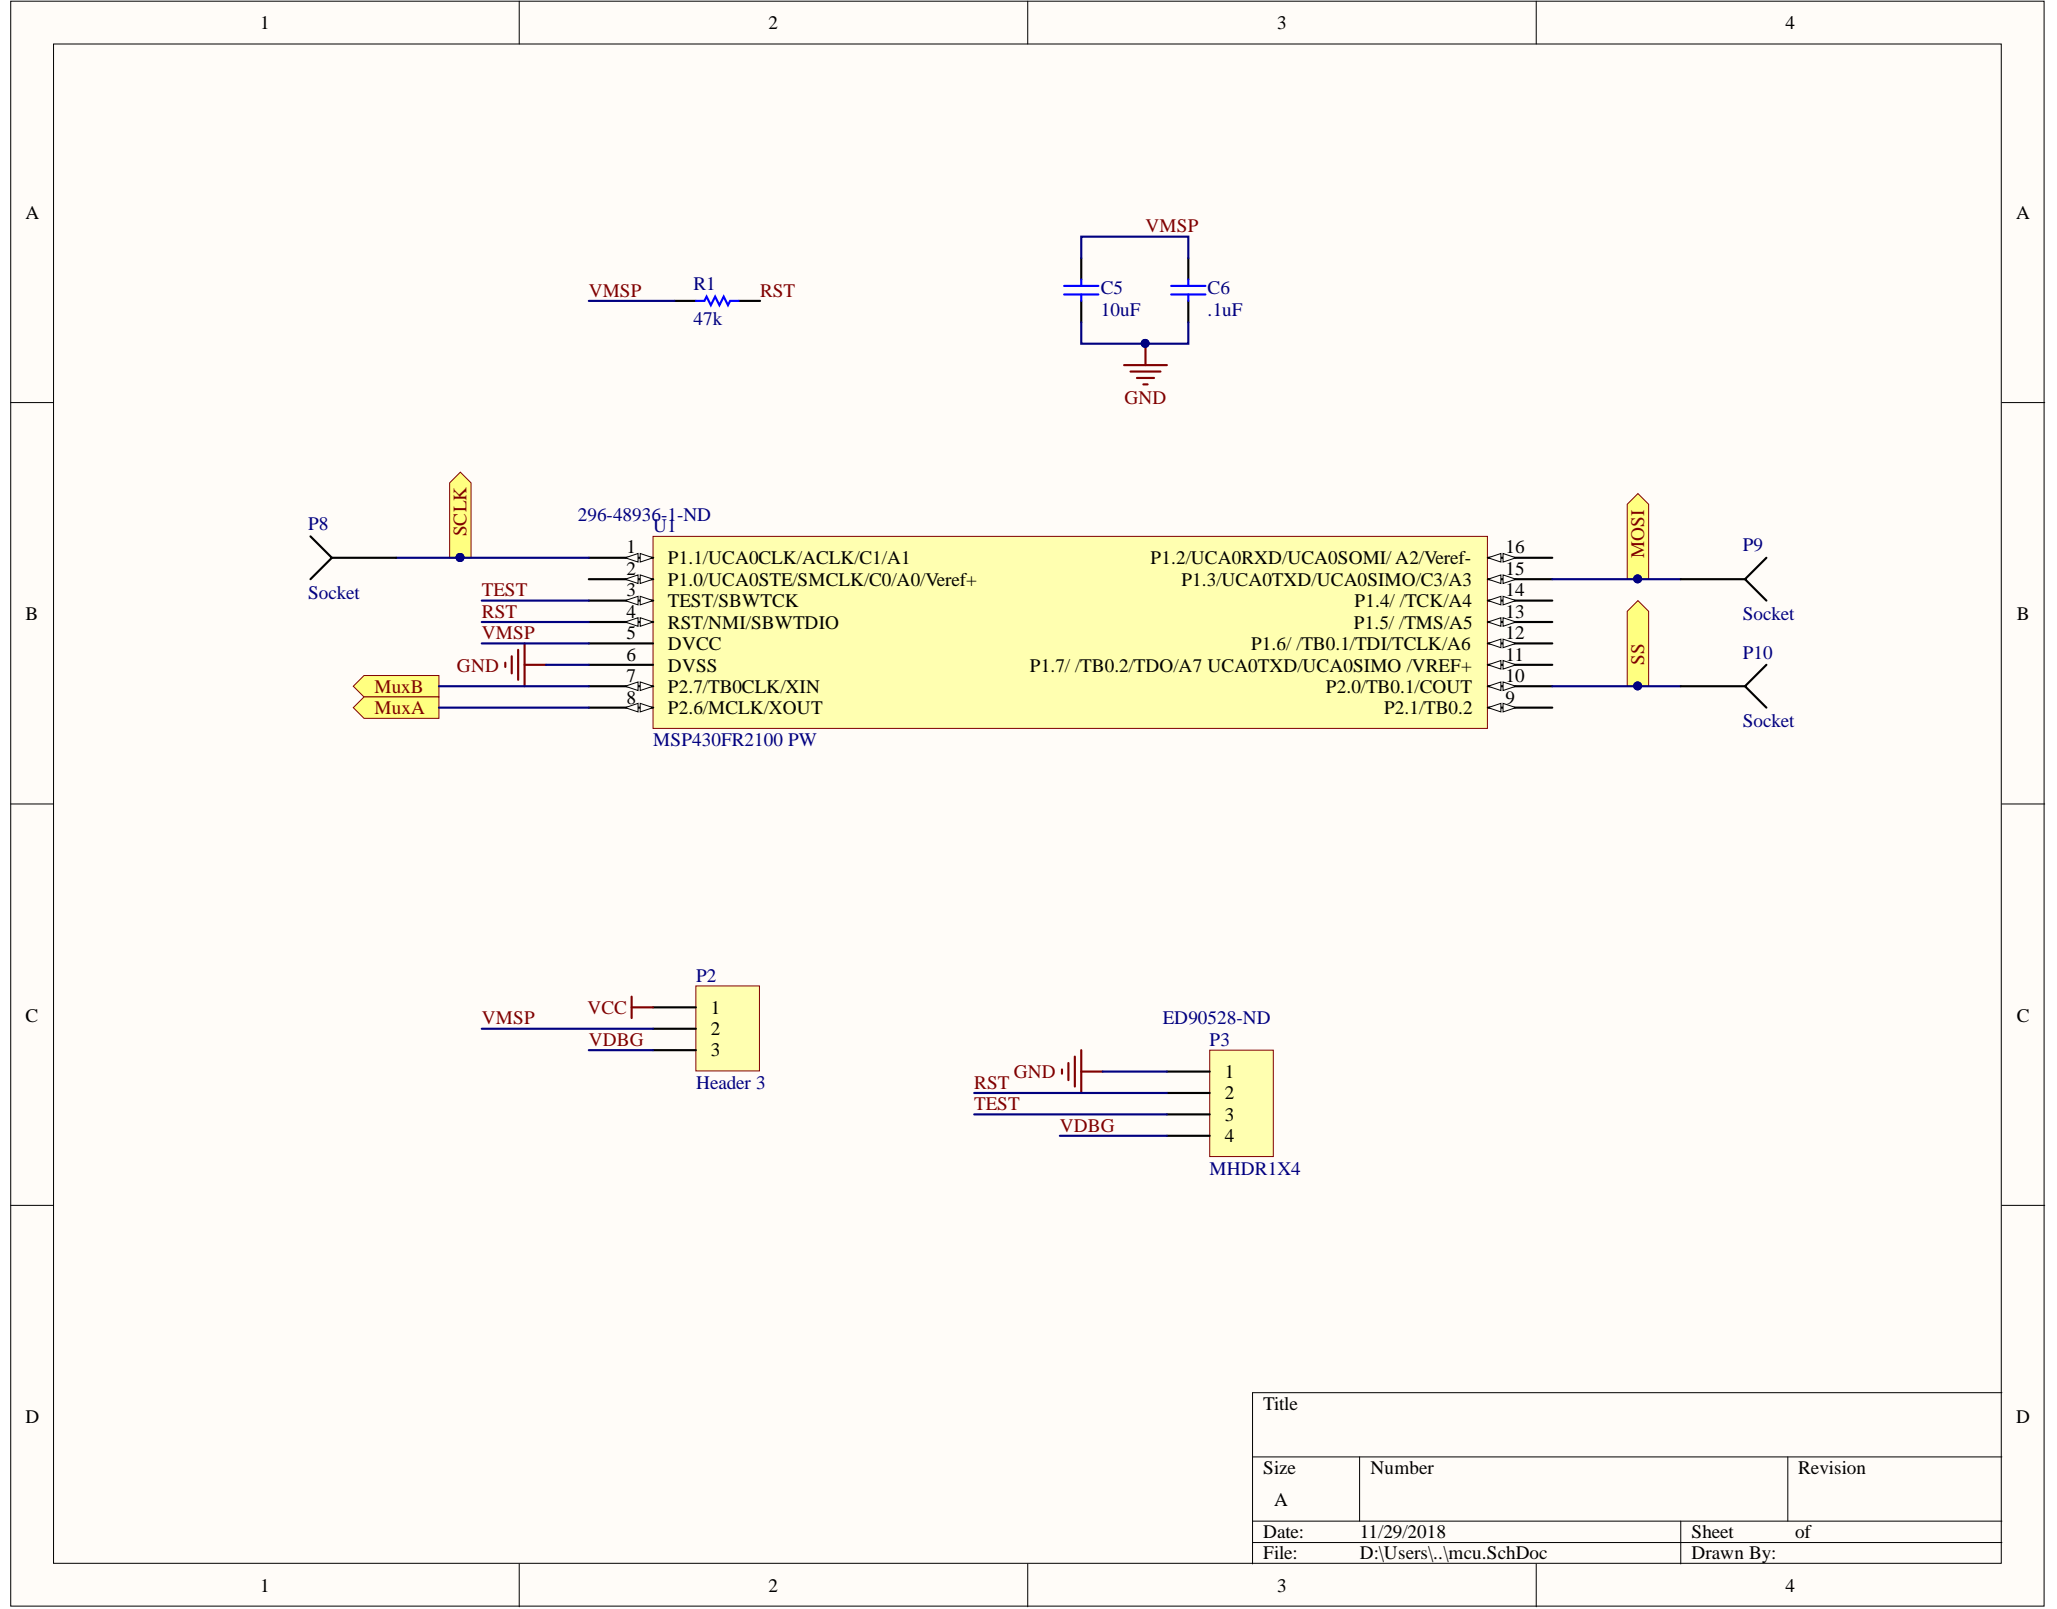 1 2 3 4
A A
VMSP
VMSP R1 RST
47k
C5 C6
10uF .1uF
GND
SCLK
MOSI
296-48936-1-ND
P8 U1
P9
1 P1.1/UCA0CLK/ACLK/C1/A1 P1.2/UCA0RXD/UCA0SOMI/ A2/Veref- 16
2 P1.0/UCA0STE/SMCLK/C0/A0/Veref+ P1.3/UCA0TXD/UCA0SIMO/C3/A3 15
Socket TEST 3 TEST/SBWTCK P1.4/ /TCK/A4 14
B RST 4 RST/NMI/SBWTDIO P1.5/ /TMS/A5 13 Socket B
VMSP 5 DVCC P1.6/ /TB0.1/TDI/TCLK/A6 12 SS
GND 6 DVSS P1.7/ /TB0.2/TDO/A7 UCA0TXD/UCA0SIMO /VREF+ 11 P10
MuxB 7 P2.7/TB0CLK/XIN P2.0/TB0.1/COUT 10
MuxA 8 P2.6/MCLK/XOUT P2.1/TB0.2 9
Socket
MSP430FR2100 PW
P2
VCC 1
VMSP 2
VDBG 3
Header 3
C C
ED90528-ND
P3
GND 1
RST 2
TEST 3
VDBG 4
MHDR1X4
D D
Title
Size Number Revision
A
Date: 11/29/2018 Sheet of
File: D:\Users\..\mcu.SchDoc Drawn By:
1 2 3 4